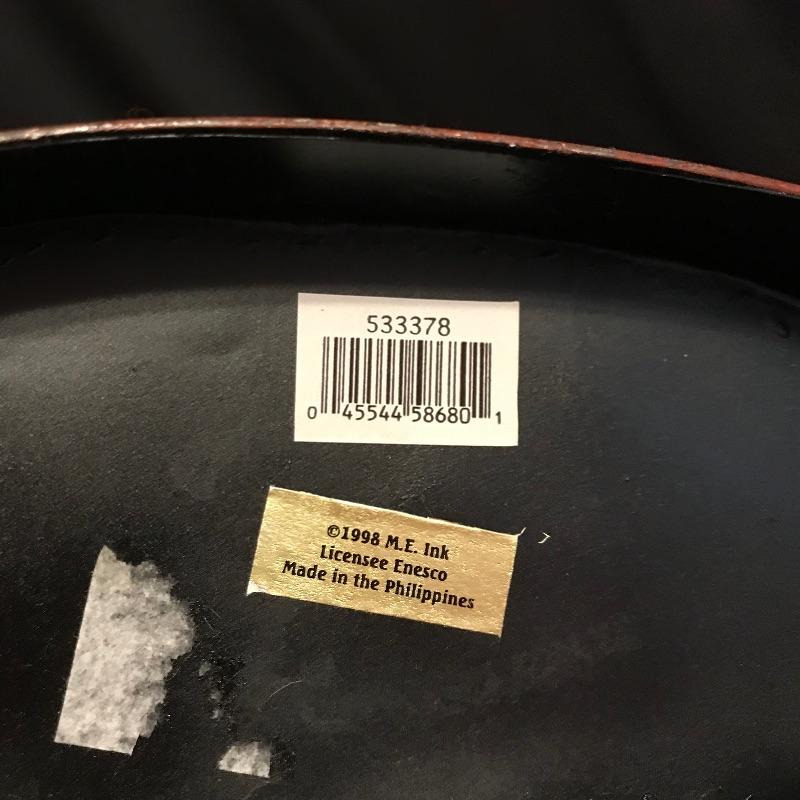 533378
0 45544 58680 1
©1998 M.E. Ink
Licensee Enesco
Made in the Philippines